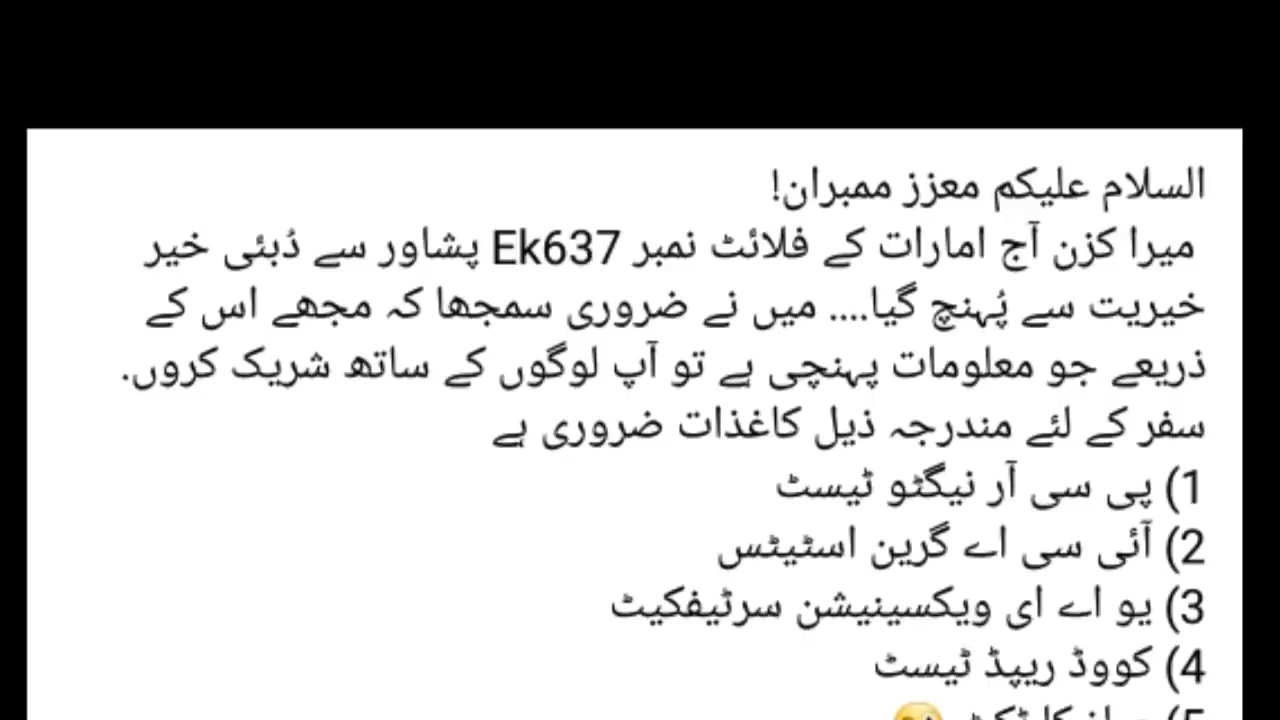 السلام علیکم معزز ممبران!
میرا کزن آج امارات کے فلائٹ نمبر Ek637 پشاور سے دُبئی خیر
خیریت سے پُہنچ گیا.... میں نے ضروری سمجھا کہ مجھے اس کے
ذریعے جو معلومات پہنچی ہے تو آپ لوگوں کے ساتھ شریک کروں.
سفر کے لئے مندرجہ ذیل کاغذات ضروری ہے
1) پی سی آر نیگٹو ٹیسٹ
2) آئی سی اے گرین اسٹیٹس
3) یو اے ای ویکسینیشن سرٹیفکیٹ
4) کووڈ ریپڈ ٹیسٹ